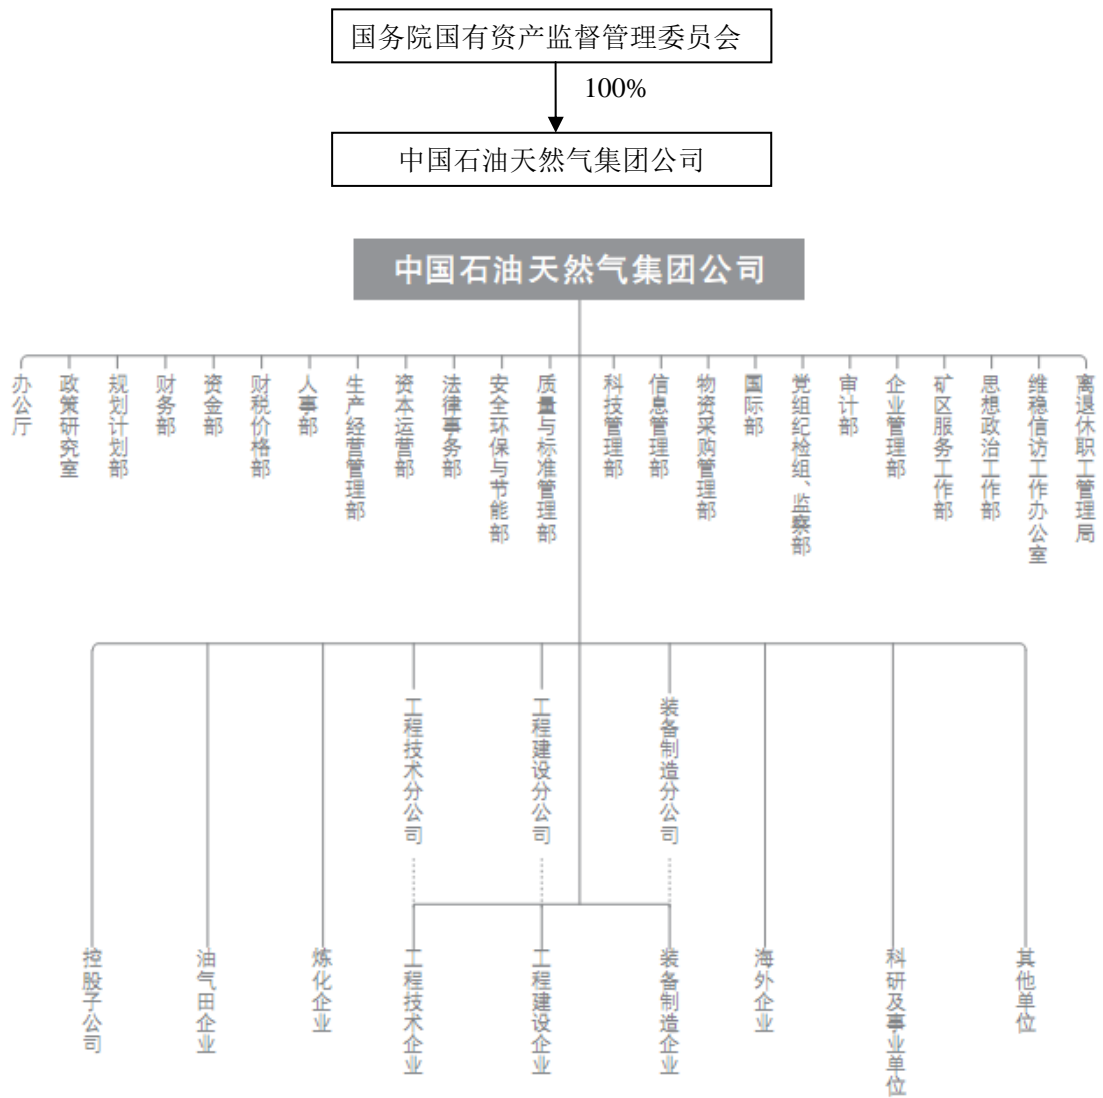 国务院国有资产监督管理委员会
100%
中国石油天然气集团公司
中国石油天然气集团公司
办公厅
政策研究室
规划计划部
财务部
资金部
财税价格部
人事部
生产经营管理部
资本运营部
法律事务部
安全环保与节能部
质量与标准管理部
科技管理部
信息管理部
物资采购管理部
国际部
党组纪检组、监察部
审计部
企业管理部
矿区服务工作部
思想政治工作部
维稳信访工作办公室
离退休职工管理局
工程技术分公司
工程建设分公司
装备制造分公司
控股子公司
油气田企业
炼化企业
工程技术企业
工程建设企业
装备制造企业
海外企业
科研及事业单位
其他单位